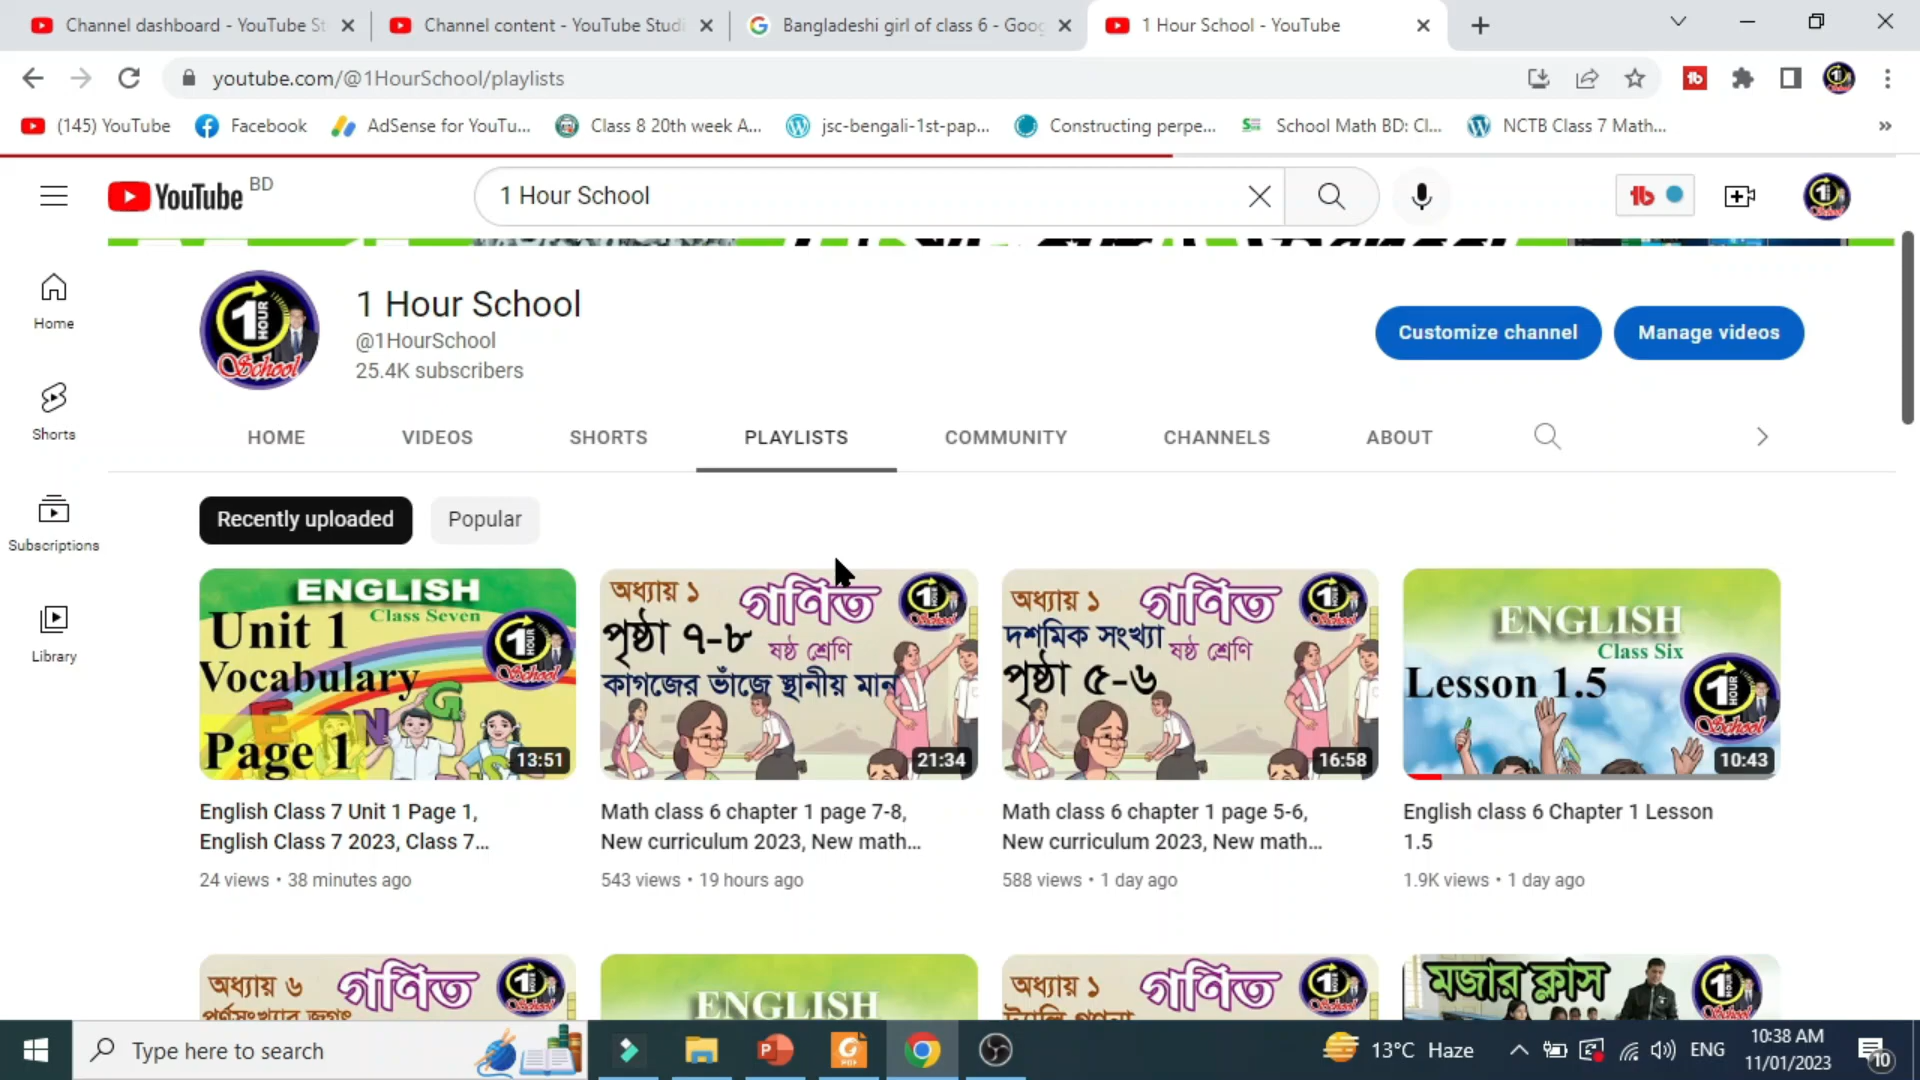 Channel dashboard - YouTube St
Channel content - YouTube Studi
Bangladeshi girl of class 6 - Goog
1 Hour School - YouTube
youtube.com/@1HourSchool/playlists
(145) YouTube
Facebook
AdSense for YouTu...
Class 8 20th week A...
jsc-bengali-1st-pap...
Constructing perpe...
School Math BD: Cl...
NCTB Class 7 Math...
YouTube BD
1 Hour School
Home
Shorts
Subscriptions
Library
1 Hour School
@1HourSchool
25.4K subscribers
Customize channel
Manage videos
HOME
VIDEOS
SHORTS
PLAYLISTS
COMMUNITY
CHANNELS
ABOUT
Recently uploaded
Popular
ENGLISH
Class Seven
Unit 1
Vocabulary
Page 1
13:51
English Class 7 Unit 1 Page 1,
English Class 7 2023, Class 7...
24 views • 38 minutes ago
অধ্যায় ১
গণিত
পৃষ্ঠা ৭-৮
ষষ্ঠ শ্রেণি
কাগজের ভাঁজে স্থানীয় মান
21:34
Math class 6 chapter 1 page 7-8,
New curriculum 2023, New math...
543 views • 19 hours ago
অধ্যায় ১
গণিত
দশমিক সংখ্যা
ষষ্ঠ শ্রেণি
পৃষ্ঠা ৫-৬
16:58
Math class 6 chapter 1 page 5-6,
New curriculum 2023, New math...
588 views • 1 day ago
ENGLISH
Class Six
Lesson 1.5
10:43
English class 6 Chapter 1 Lesson
1.5
1.9K views • 1 day ago
অধ্যায় ৬
গণিত
ENGLISH
অধ্যায় ১
গণিত
মজার ক্লাস
Type here to search
13°C Haze
ENG
10:38 AM
11/01/2023
10